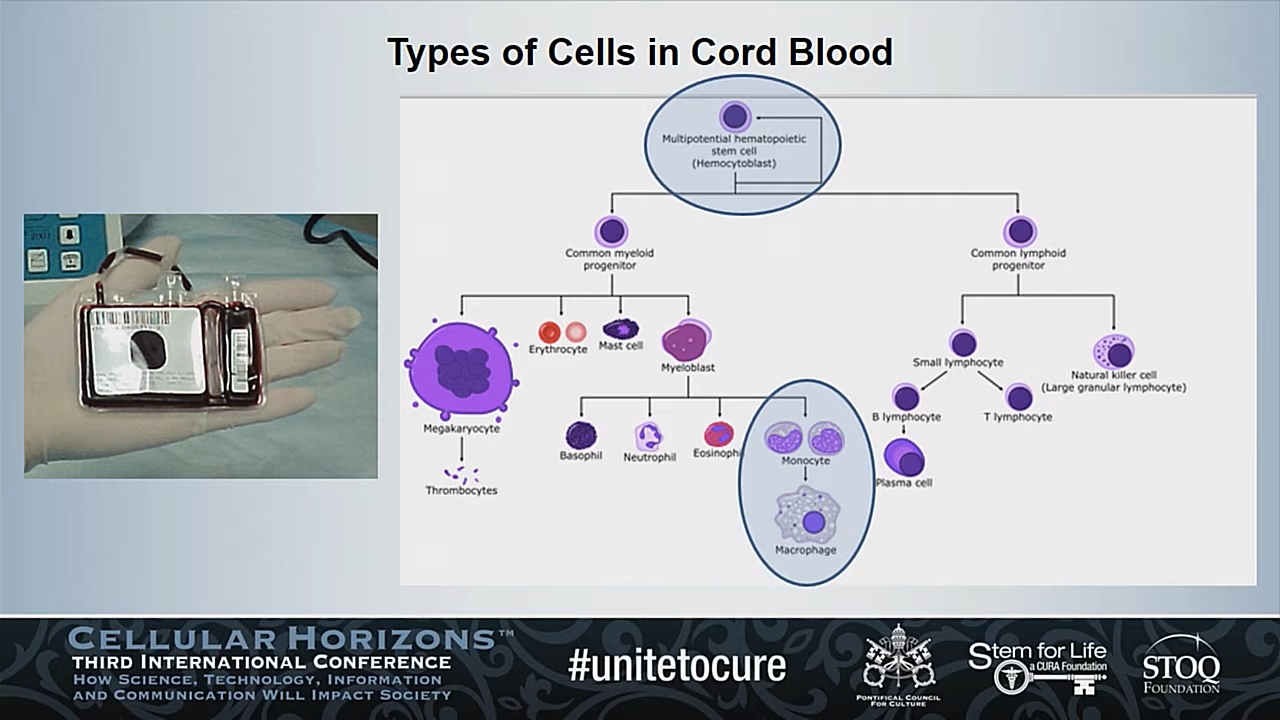 Types of Cells in Cord Blood
Multipotential hematopoietic
stem cell
(Hemocytoblast)
Common myeloid
progenitor
Common lymphoid
progenitor
Erythrocyte
Mast cell
Myeloblast
Small lymphocyte
Natural killer cell
(Large granular lymphocyte)
B lymphocyte
T lymphocyte
Megakaryocyte
Basophil
Neutrophil
Eosinophil
Monocyte
Plasma cell
Thrombocytes
Macrophage
CELLULAR HORIZONS™
THIRD INTERNATIONAL CONFERENCE
HOW SCIENCE, TECHNOLOGY, INFORMATION
AND COMMUNICATION WILL IMPACT SOCIETY
#unitetocure
PONTIFICAL COUNCIL
FOR CULTURE
Stem for Life
a CURA Foundation
STOQ
FOUNDATION